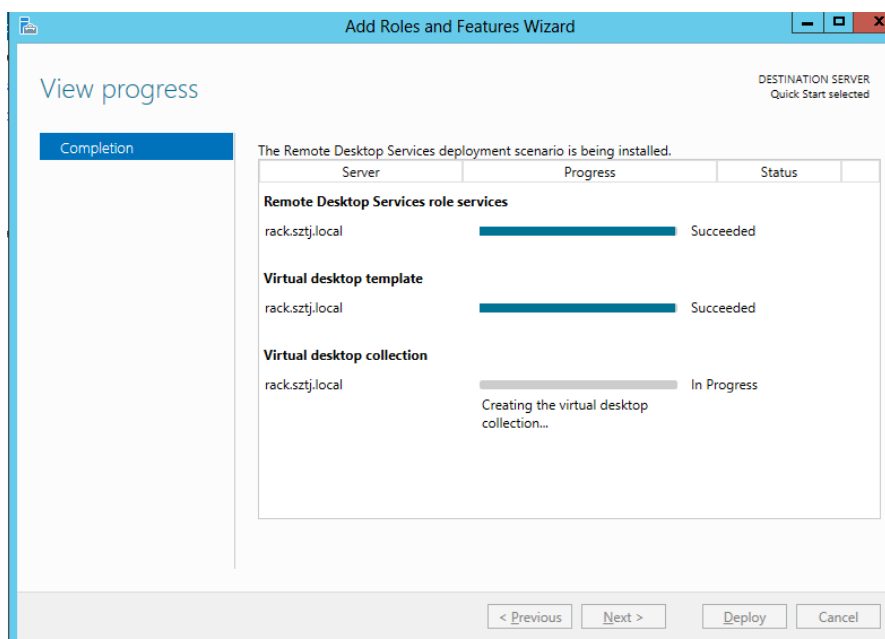 Add Roles and Features Wizard
View progress
DESTINATION SERVER
Quick Start selected
Completion
The Remote Desktop Services deployment scenario is being installed.
Server Progress Status
Remote Desktop Services role services
rack.sztj.local Succeeded
Virtual desktop template
rack.sztj.local Succeeded
Virtual desktop collection
rack.sztj.local In Progress
Creating the virtual desktop
collection...
< Previous Next > Deploy Cancel